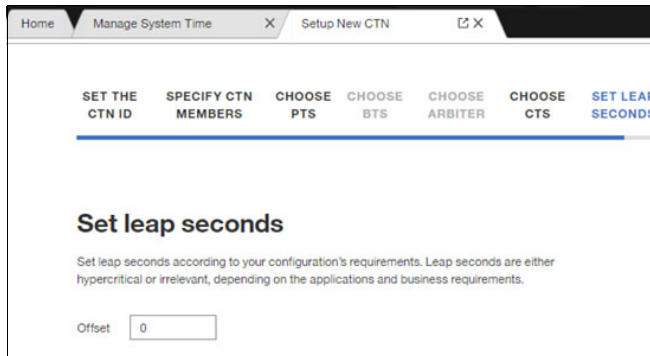 Home Manage System Time Setup New CTN
SET THE SPECIFY CTN CHOOSE CHOOSE CHOOSE CHOOSE SET LEAP
CTN ID MEMBERS PTS BTS ARBITER CTS SECONDS
Set leap seconds
Set leap seconds according to your configuration's requirements. Leap seconds are either
hypercritical or irrelevant, depending on the applications and business requirements.
Offset 0